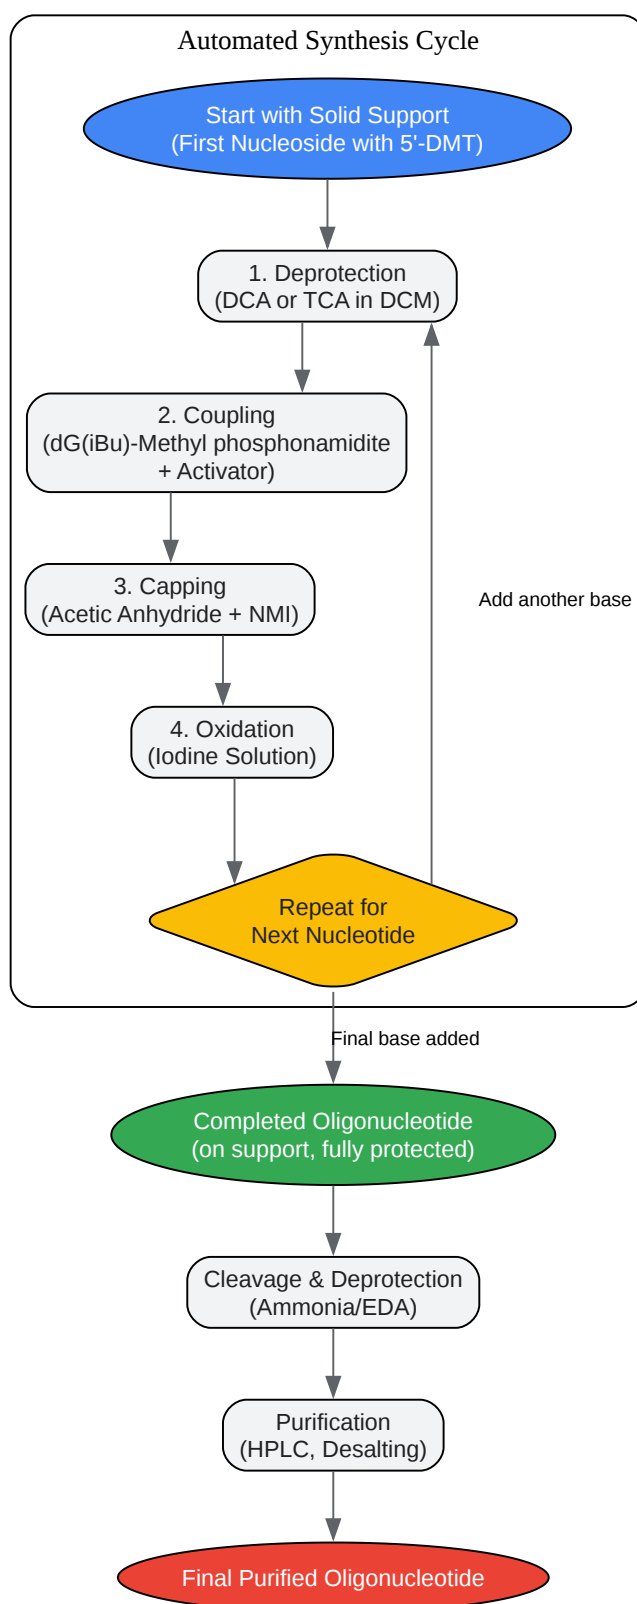 Automated Synthesis Cycle
Start with Solid Support
(First Nucleoside with 5'-DMT)
1. Deprotection
(DCA or TCA in DCM)
2. Coupling
(dG(iBu)-Methyl phosphonamidite
+ Activator)
3. Capping
(Acetic Anhydride + NMI)
Add another base
4. Oxidation
(Iodine Solution)
Repeat for
Next Nucleotide
Final base added
Completed Oligonucleotide
(on support, fully protected)
Cleavage & Deprotection
(Ammonia/EDA)
Purification
(HPLC, Desalting)
Final Purified Oligonucleotide